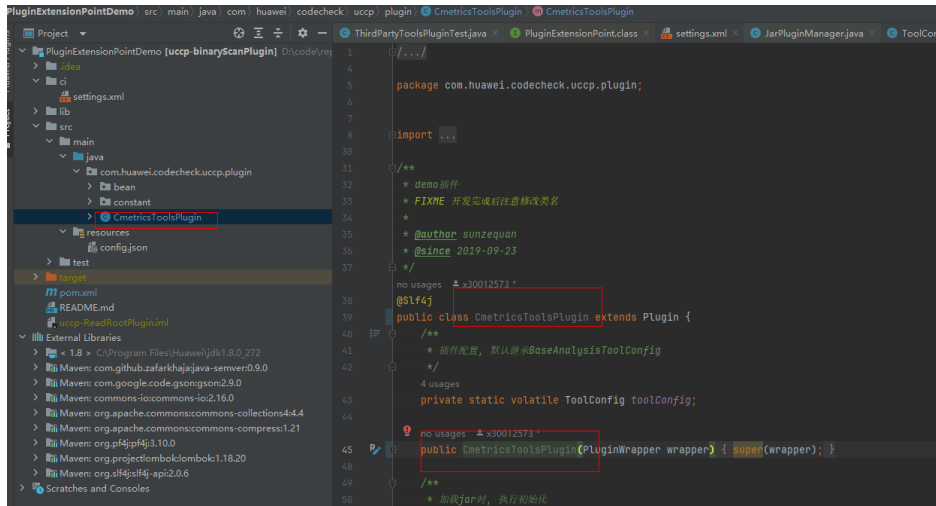 PluginExtensionPointDemo › src › main › java › com › huawei › codecheck › uccp › plugin › CmetricsToolsPlugin › CmetricsToolsPlugin
Project
ThirdPartyToolsPluginTest.java × PluginExtensionPoint.class × settings.xml × JarPluginManager.java × ToolCor
PluginExtensionPointDemo [uccp-binaryScanPlugin] D:\code\rep
.idea
ci
settings.xml
lib
src
main
java
com.huawei.codecheck.uccp.plugin
bean
constant
CmetricsToolsPlugin
resources
config.json
test
target
pom.xml
README.md
uccp-ReadRootPlugin.iml
External Libraries
< 1.8 > C:\Program Files\Huawei\jdk1.8.0_272
Maven: com.github.zafarkhaja:java-semver:0.9.0
Maven: com.google.code.gson:gson:2.9.0
Maven: commons-io:commons-io:2.16.0
Maven: org.apache.commons:commons-collections4:4.4
Maven: org.apache.commons:commons-compress:1.21
Maven: org.pf4j:pf4j:3.10.0
Maven: org.projectlombok:lombok:1.18.20
Maven: org.slf4j:slf4j-api:2.0.6
Scratches and Consoles
1 /.../
4
5 package com.huawei.codecheck.uccp.plugin;
6
7
8 import ...
30
31 /**
32 * demo插件
33 * FIXME 开发完成后注意修改类名
34 *
35 * @author sunzequan
36 * @since 2019-09-23
37 */
no usages x30012573 *
38 @Slf4j
39 public class CmetricsToolsPlugin extends Plugin {
40 /**
41 * 插件配置, 默认继承BaseAnalysisToolConfig
42 */
4 usages
43 private static volatile ToolConfig toolConfig;
44
no usages x30012573 *
45 public CmetricsToolsPlugin(PluginWrapper wrapper) { super(wrapper); }
48
49 /**
50 * 加载jar时, 执行初始化